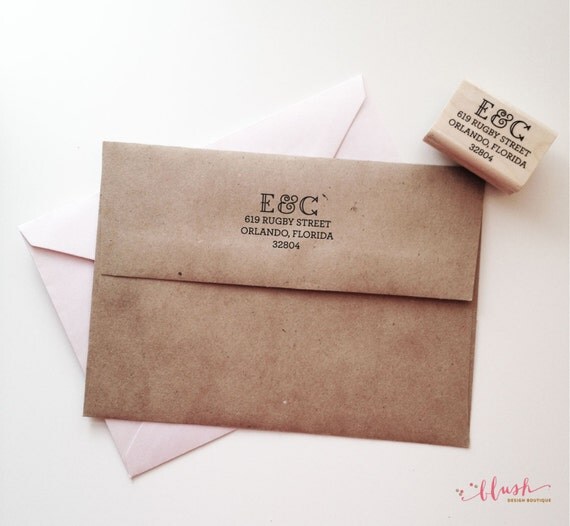 E&C
619 RUGBY STREET
ORLANDO, FLORIDA
32804
E&C
619 RUGBY STREET
ORLANDO, FLORIDA
32804
blush
DESIGN BOUTIQUE